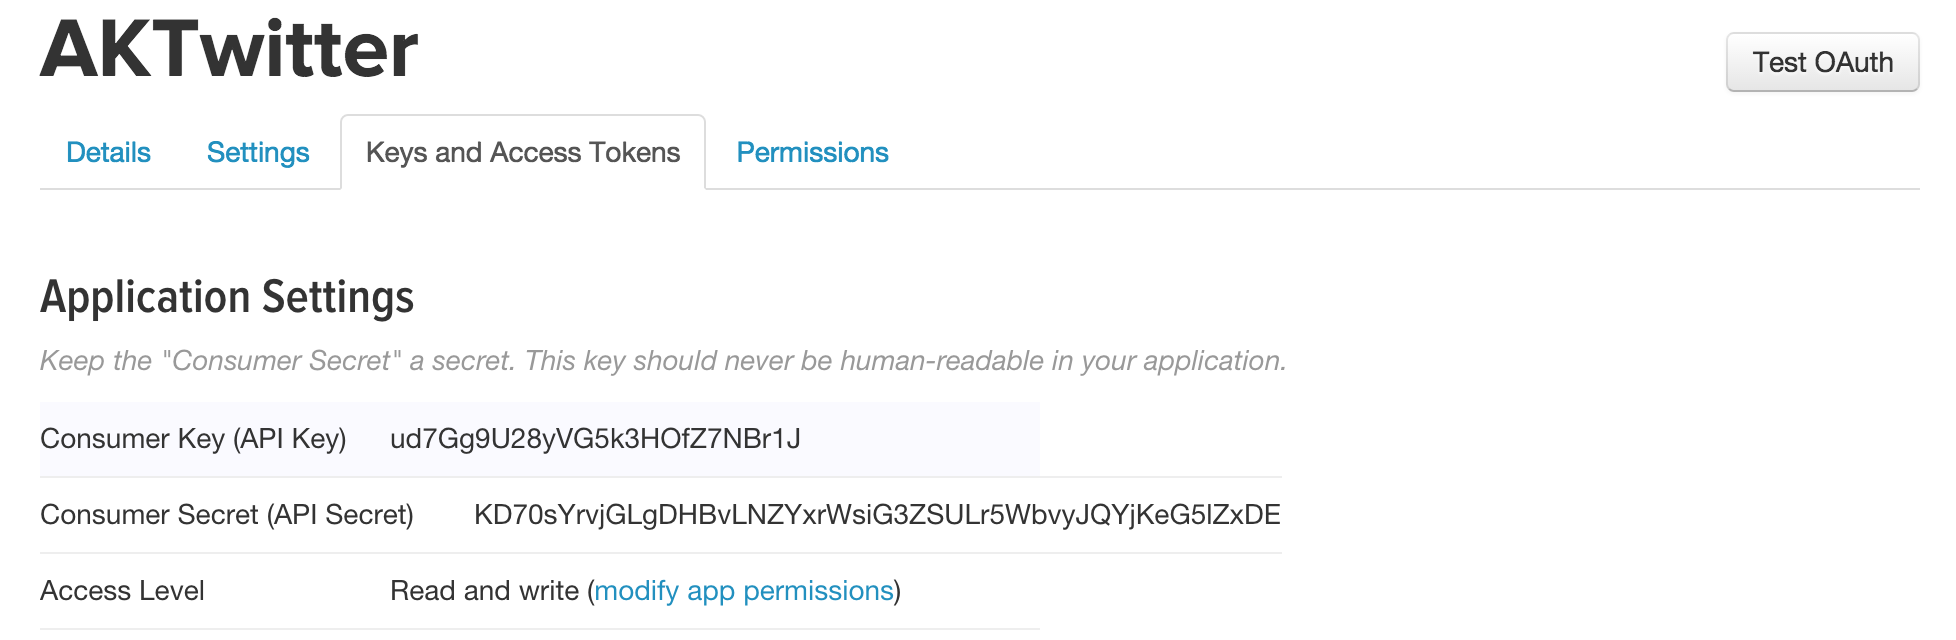 AKTwitter
Test OAuth
Details Settings Keys and Access Tokens Permissions
Application Settings
Keep the "Consumer Secret" a secret. This key should never be human-readable in your application.
Consumer Key (API Key) ud7Gg9U28yVG5k3HOfZ7NBr1J
Consumer Secret (API Secret) KD70sYrvjGLgDHBvLNZYxrWsiG3ZSULr5WbvyJQYjKeG5lZxDE
Access Level Read and write (modify app permissions)